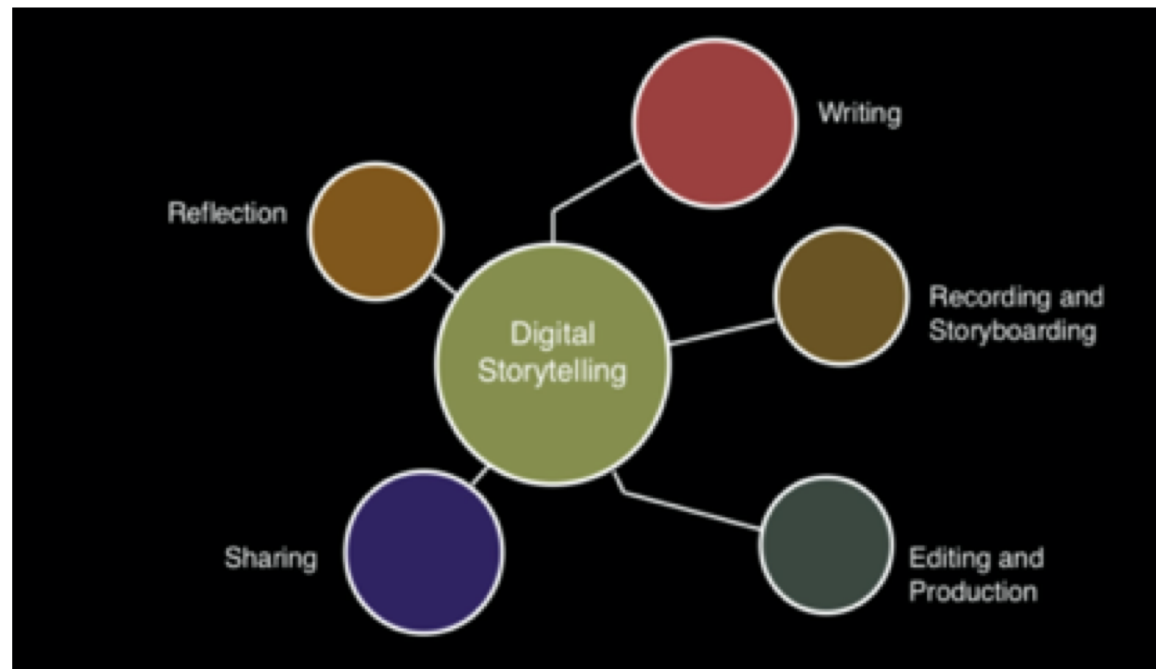 Writing
Reflection
Recording and
Storyboarding
Digital
Storytelling
Sharing
Editing and
Production